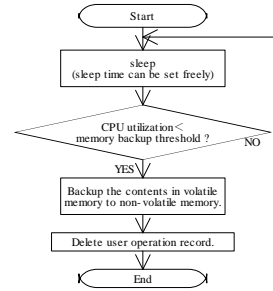 Start
sleep
(sleep time can be set freely)
CPU utilization＜
memory backup threshold ?
NO
YES
Backup the contents in volatile
memory to non-volatile memory.
Delete user operation record.
End